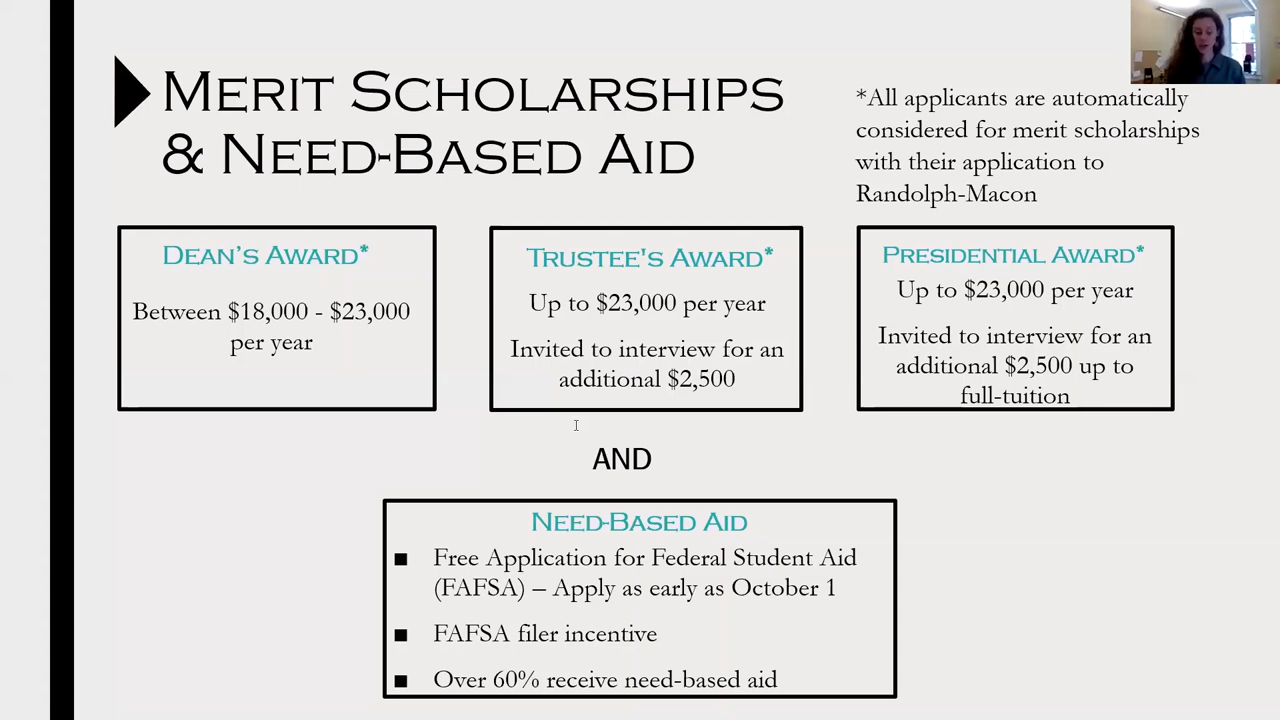 MERIT SCHOLARSHIPS
& NEED-BASED AID
*All applicants are automatically
considered for merit scholarships
with their application to
Randolph-Macon
DEAN'S AWARD*
Between $18,000 - $23,000
per year
TRUSTEE'S AWARD*
Up to $23,000 per year
Invited to interview for an
additional $2,500
PRESIDENTIAL AWARD*
Up to $23,000 per year
Invited to interview for an
additional $2,500 up to
full-tuition
AND
NEED-BASED AID
■ Free Application for Federal Student Aid
(FAFSA) – Apply as early as October 1
■ FAFSA filer incentive
■ Over 60% receive need-based aid